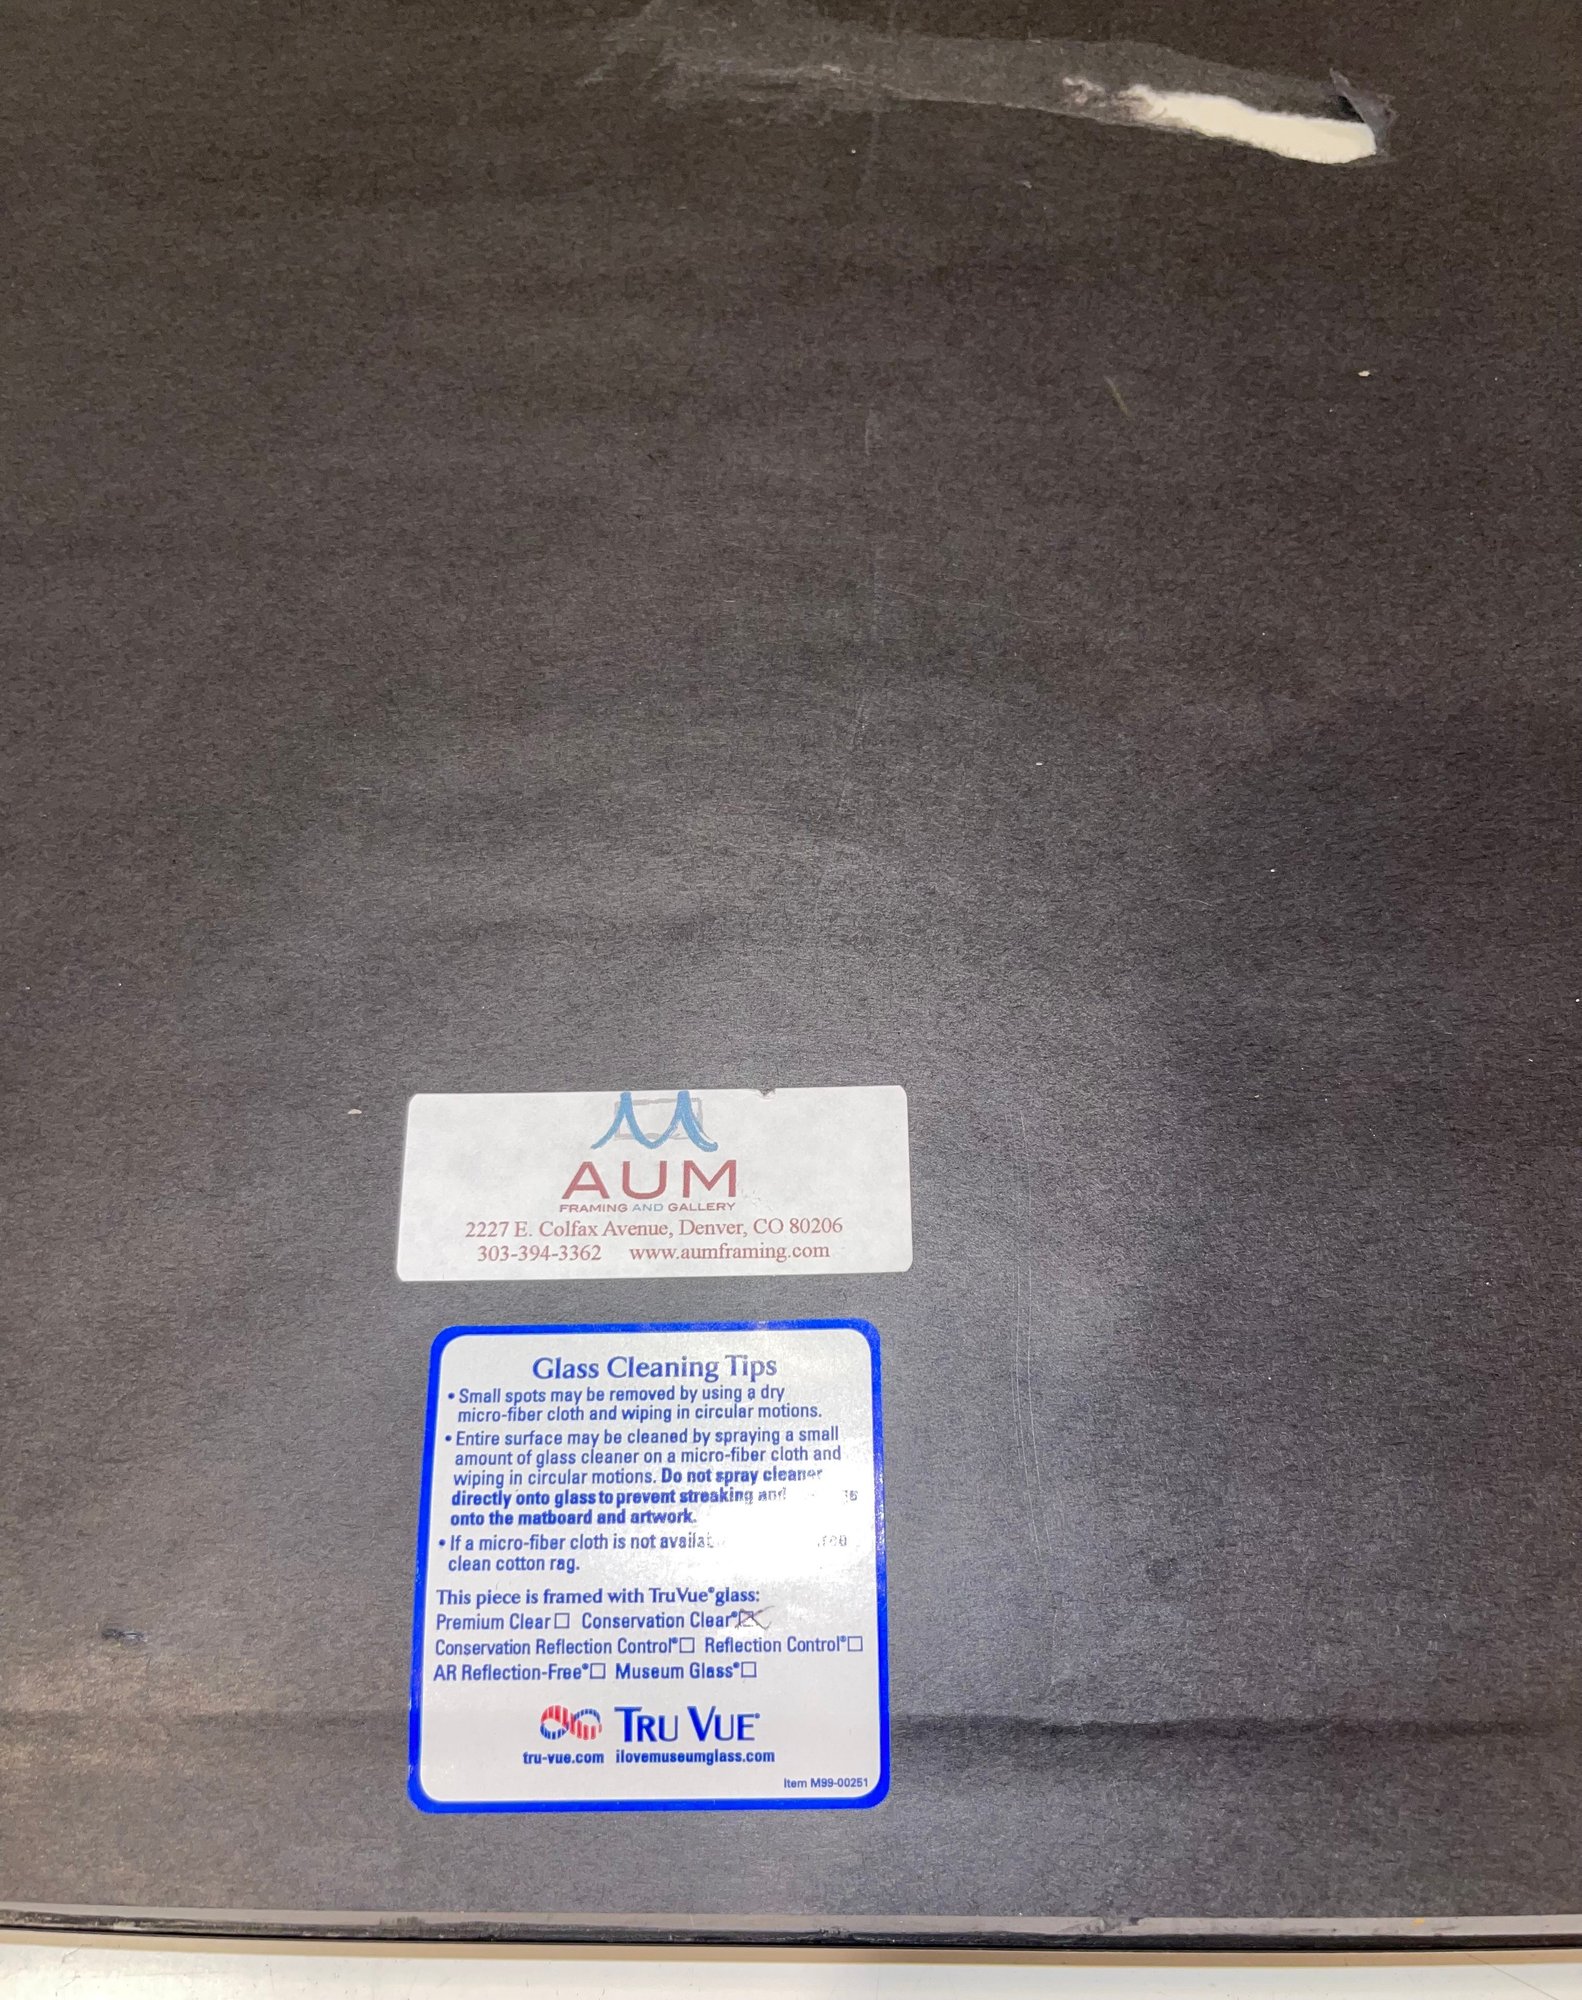 AUM
FRAMING AND GALLERY
2227 E. Colfax Avenue, Denver, CO 80206
303-394-3362 www.aumframing.com
Glass Cleaning Tips
• Small spots may be removed by using a dry
micro-fiber cloth and wiping in circular motions.
• Entire surface may be cleaned by spraying a small
amount of glass cleaner on a micro-fiber cloth and
wiping in circular motions. Do not spray cleaner
directly onto glass to prevent streaking and
onto the matboard and artwork.
• If a micro-fiber cloth is not
clean cotton rag.
This piece is framed with Tru Vue® glass:
Premium Clear ☐ Conservation Clear® ☒
Conservation Reflection Control® ☐ Reflection Control® ☐
AR Reflection-Free® ☐ Museum Glass® ☐
TRU VUE®
tru-vue.com ilovemuseumglass.com
Item M99-00251